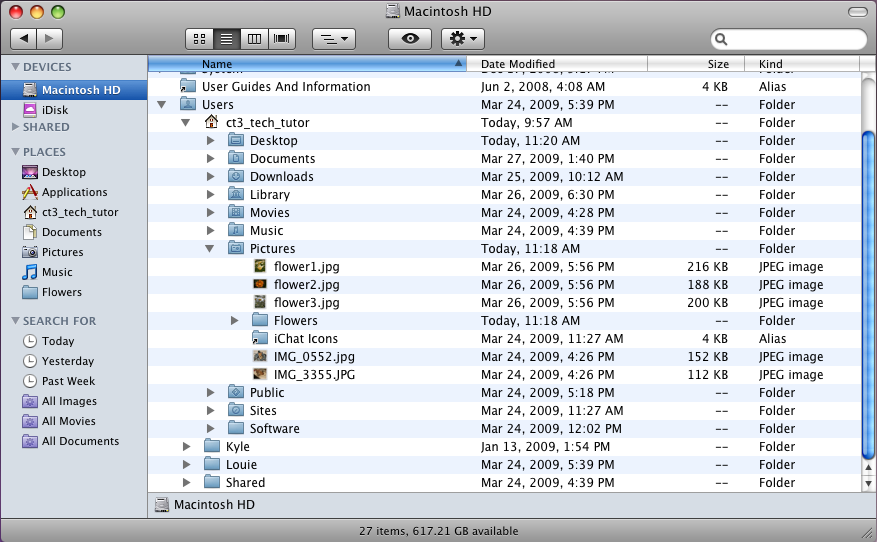 Macintosh HD
DEVICES
Macintosh HD
iDisk
SHARED
PLACES
Desktop
Applications
ct3_tech_tutor
Documents
Pictures
Music
Flowers
SEARCH FOR
Today
Yesterday
Past Week
All Images
All Movies
All Documents
Name Date Modified Size Kind
User Guides And Information Jun 2, 2008, 4:08 AM 4 KB Alias
Users Mar 24, 2009, 5:39 PM -- Folder
ct3_tech_tutor Today, 9:57 AM -- Folder
Desktop Today, 11:20 AM -- Folder
Documents Mar 27, 2009, 1:40 PM -- Folder
Downloads Mar 25, 2009, 10:12 AM -- Folder
Library Mar 26, 2009, 6:30 PM -- Folder
Movies Mar 24, 2009, 4:28 PM -- Folder
Music Mar 24, 2009, 4:39 PM -- Folder
Pictures Today, 11:18 AM -- Folder
flower1.jpg Mar 26, 2009, 5:56 PM 216 KB JPEG image
flower2.jpg Mar 26, 2009, 5:56 PM 188 KB JPEG image
flower3.jpg Mar 26, 2009, 5:56 PM 200 KB JPEG image
Flowers Today, 11:18 AM -- Folder
iChat Icons Mar 24, 2009, 11:27 AM 4 KB Alias
IMG_0552.jpg Mar 24, 2009, 4:26 PM 152 KB JPEG image
IMG_3355.JPG Mar 24, 2009, 4:26 PM 112 KB JPEG image
Public Mar 24, 2009, 5:18 PM -- Folder
Sites Mar 24, 2009, 11:27 AM -- Folder
Software Mar 24, 2009, 12:02 PM -- Folder
Kyle Jan 13, 2009, 1:54 PM -- Folder
Louie Mar 24, 2009, 5:39 PM -- Folder
Shared Mar 24, 2009, 4:39 PM -- Folder
Macintosh HD
27 items, 617.21 GB available